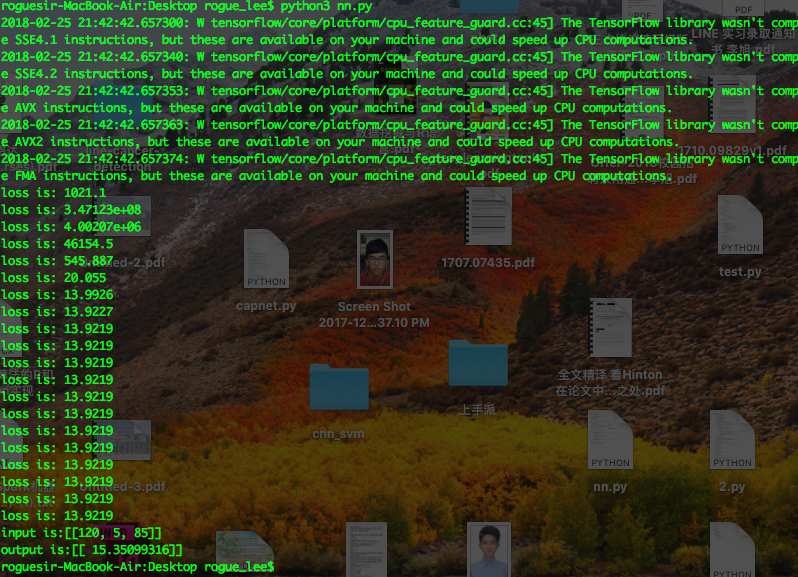 roguesir-MacBook-Air:Desktop rogue_lee$ python3 nn.py
2018-02-25 21:42:42.657300: W tensorflow/core/platform/cpu_feature_guard.cc:45] The TensorFlow library wasn't comp
e SSE4.1 instructions, but these are available on your machine and could speed up CPU computations.
2018-02-25 21:42:42.657340: W tensorflow/core/platform/cpu_feature_guard.cc:45] The TensorFlow library wasn't comp
e SSE4.2 instructions, but these are available on your machine and could speed up CPU computations.
2018-02-25 21:42:42.657353: W tensorflow/core/platform/cpu_feature_guard.cc:45] The TensorFlow library wasn't comp
e AVX instructions, but these are available on your machine and could speed up CPU computations.
2018-02-25 21:42:42.657363: W tensorflow/core/platform/cpu_feature_guard.cc:45] The TensorFlow library wasn't comp
e AVX2 instructions, but these are available on your machine and could speed up CPU computations.
2018-02-25 21:42:42.657374: W tensorflow/core/platform/cpu_feature_guard.cc:45] The TensorFlow library wasn't comp
e FMA instructions, but these are available on your machine and could speed up CPU computations.
loss is: 1021.1
loss is: 3.47123e+08
loss is: 4.00207e+06
loss is: 46154.5
loss is: 545.887
loss is: 20.055
loss is: 13.9926
loss is: 13.9227
loss is: 13.9219
loss is: 13.9219
loss is: 13.9219
loss is: 13.9219
loss is: 13.9219
loss is: 13.9219
loss is: 13.9219
loss is: 13.9219
loss is: 13.9219
loss is: 13.9219
loss is: 13.9219
loss is: 13.9219
input is:[[120, 5, 85]]
output is:[[ 15.35099316]]
roguesir-MacBook-Air:Desktop rogue_lee$
PDF
PDF
LINE 实习录取通知
书 李旭.pdf
1710.09829v1.pdf
detection
.pdf
Untitled-2.pdf
PYTHON
capnet.py
Screen Shot
2017-12...37.10 PM
1707.07435.pdf
PYTHON
test.py
cnn_svm
上手派
全文精译 看Hinton
在论文中...之处.pdf
PYTHON
nn.py
PYTHON
2.py
Untitled-3.pdf
PYTHON